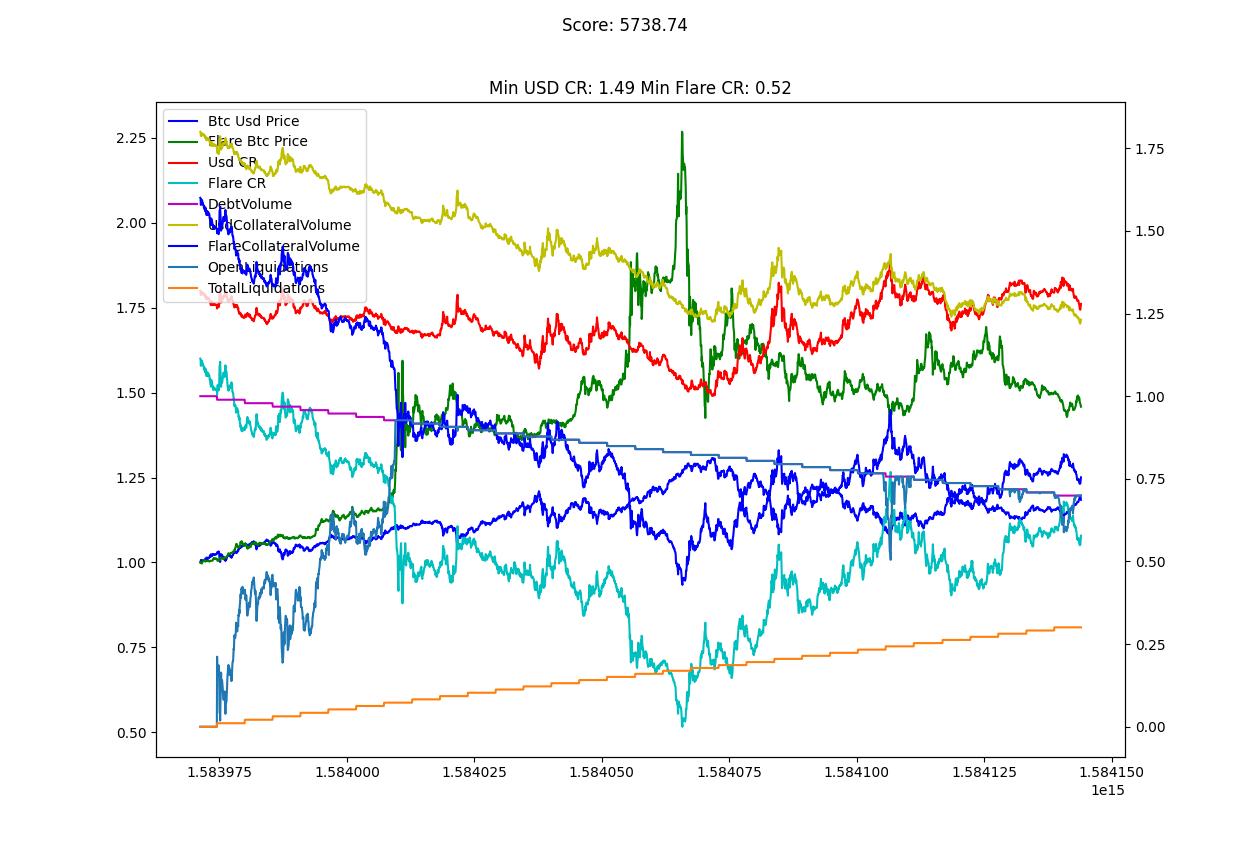 Score: 5738.74
Min USD CR: 1.49 Min Flare CR: 0.52
Btc Usd Price
Flare Btc Price
Usd CR
Flare CR
DebtVolume
UsdCollateralVolume
FlareCollateralVolume
OpenLiquidations
TotalLiquidations
2.25
2.00
1.75
1.50
1.25
1.00
0.75
0.50
1.75
1.50
1.25
1.00
0.75
0.50
0.25
0.00
1.583975 1.584000 1.584025 1.584050 1.584075 1.584100 1.584125 1.584150
1e15